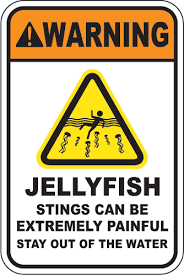 WARNING
JELLYFISH
STINGS CAN BE
EXTREMELY PAINFUL
STAY OUT OF THE WATER